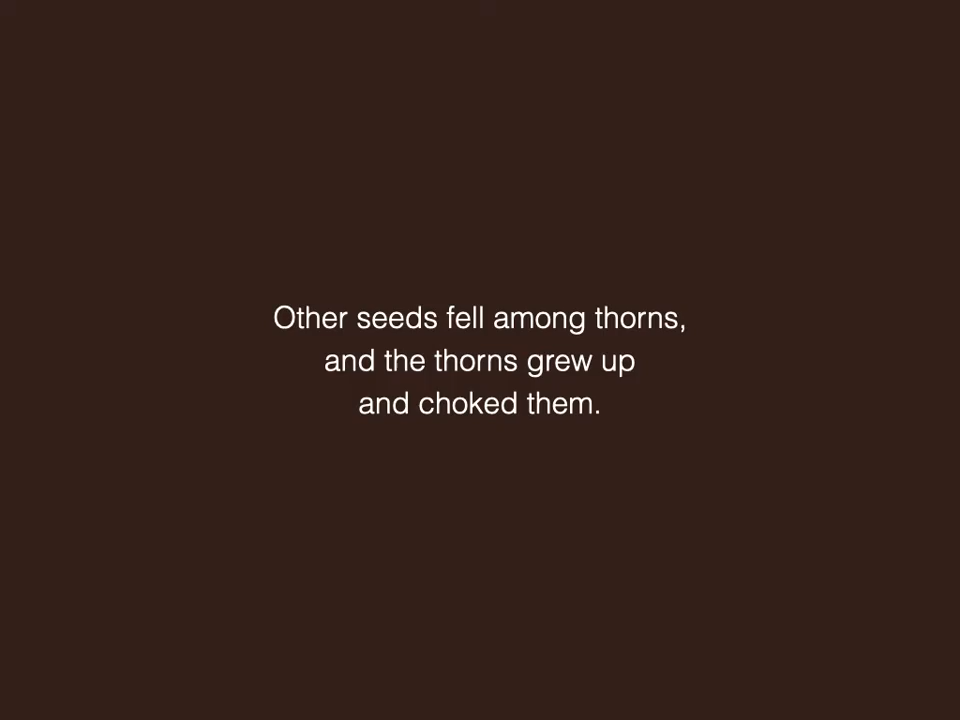 Other seeds fell among thorns,
and the thorns grew up
and choked them.